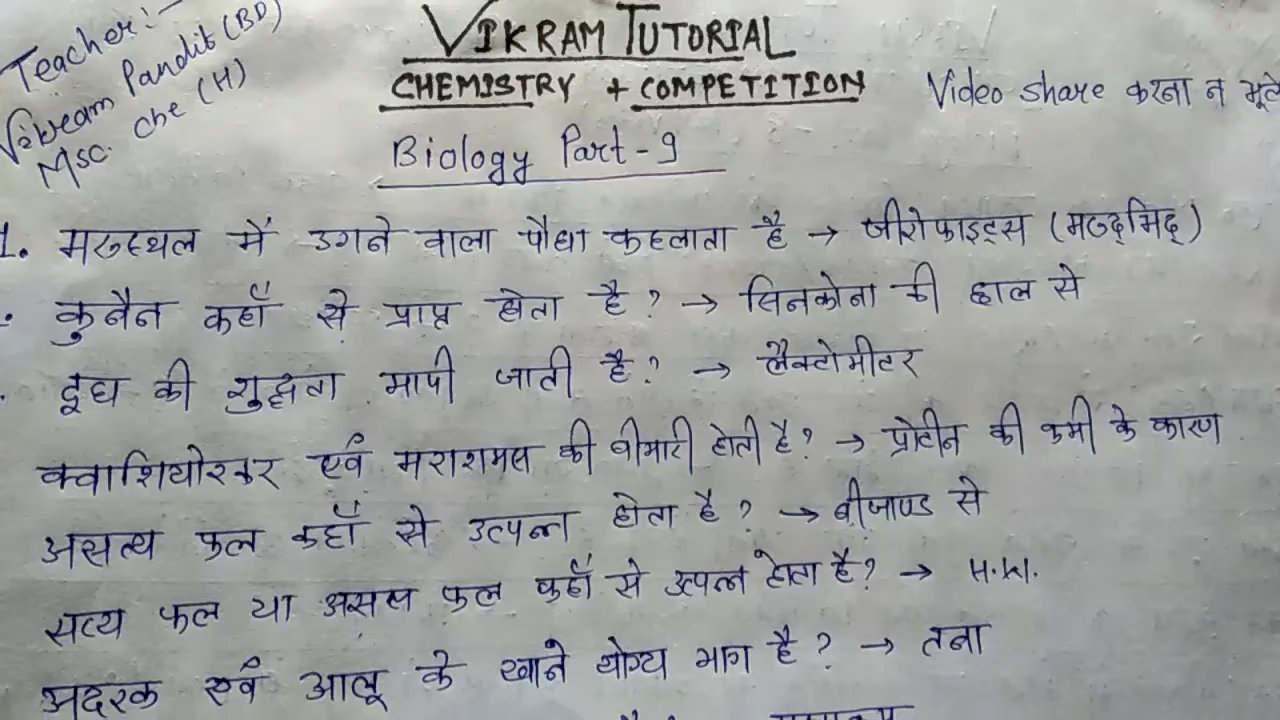 Teacher:-
Vikram Pandit (BD)
Msc. che (H)
VIKRAM TUTORIAL
CHEMISTRY + COMPETITION
Video share करना न भूले
Biology Part-9
1. मरुस्थल में उगने वाला पौधा कहलाता है → जीरोफाइट्स (मरुद्भिद्)
कुनैन कहाँ से प्राप्त होता है? → सिनकोना की छाल से
दूध की शुद्धता मापी जाती है? → लैक्टोमीटर
क्वाशियोरकर एवं मराशमस की बीमारी होती है? → प्रोटीन की कमी के कारण
असत्य फल कहाँ से उत्पन्न होता है? → बीजाण्ड से
सत्य फल या असल फल कहाँ से उत्पन्न होता है? → H.W.
अदरक एवं आलू के खाने योग्य भाग है? → तना